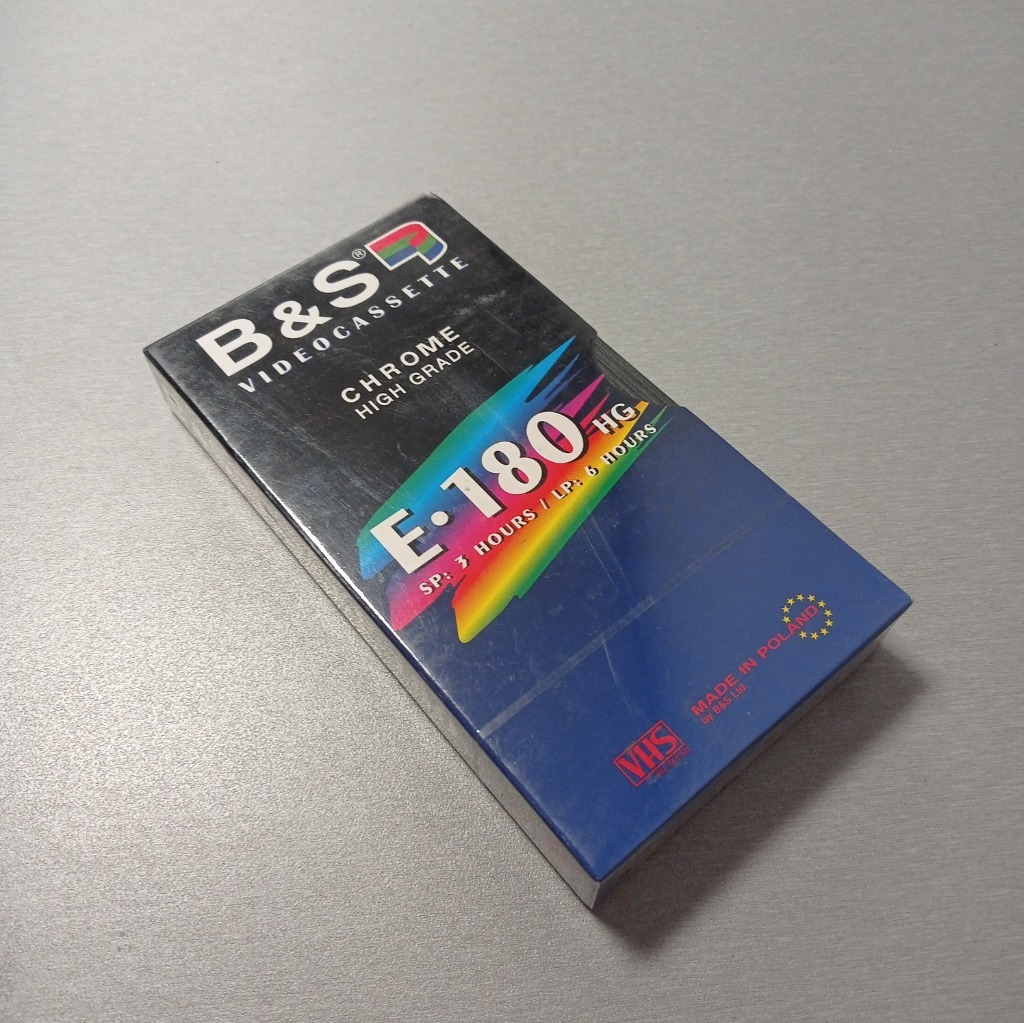 B&S®
VIDEOCASSETTE
CHROME
HIGH GRADE
E·180 HG
SP: 3 HOURS / LP: 6 HOURS
MADE IN POLAND
by B&S Ltd
VHS